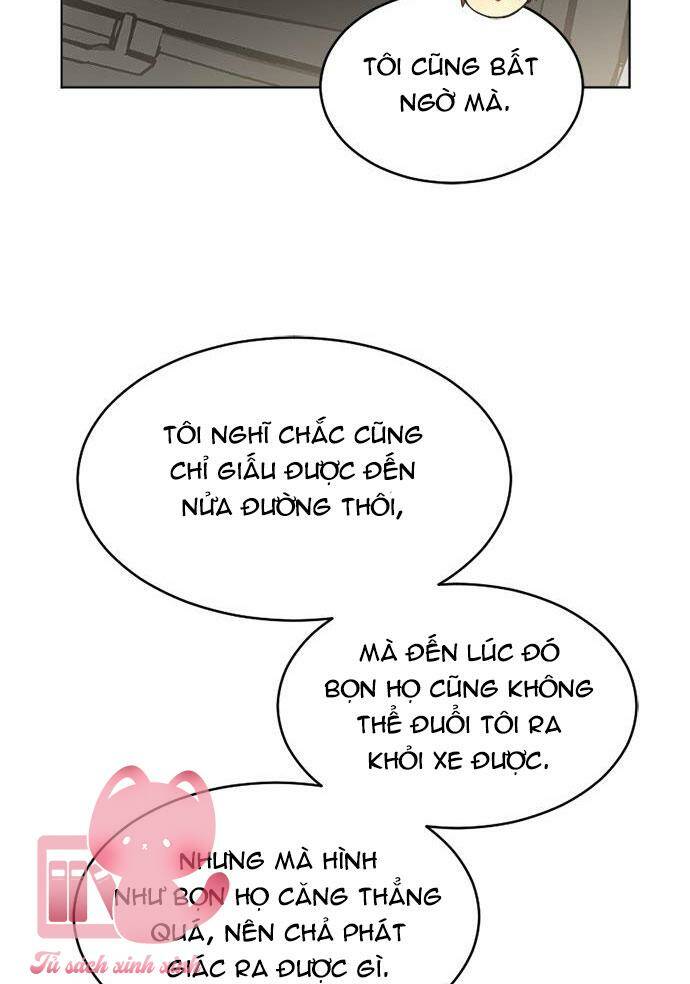 TÔI CŨNG BẤT
NGỜ MÀ.
TÔI NGHĨ CHẮC CŨNG
CHỈ GIẤU ĐƯỢC ĐẾN
NỬA ĐƯỜNG THÔI,
MÀ ĐẾN LÚC ĐÓ
BỌN HỌ CŨNG KHÔNG
THỂ ĐUỔI TÔI RA
KHỎI XE ĐƯỢC.
NHƯNG MÀ HÌNH
NHƯ BỌN HỌ CĂNG THẲNG
QUÁ, NÊN CHẢ PHÁT
GIÁC RA ĐƯỢC GÌ.
Tủ sách xinh xinh